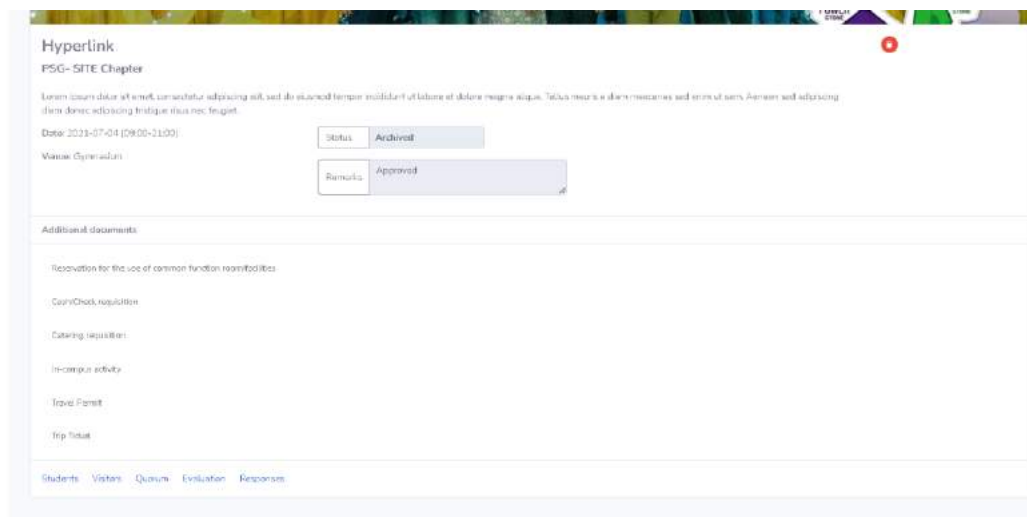 POWER
STONE
STONE
Hyperlink
PSG- SITE Chapter
Lorem ipsum dolor sit amet, consectetur adipiscing elit, sed do eiusmod tempor incididunt ut labore et dolore magna aliqua. Tellus mauris a diam maecenas sed enim ut sem. Aenean sed adipiscing
diam donec adipiscing tristique risus nec feugiat.
Date: 2021-07-04 (09:00-21:00)
Status
Archived
Venue: Gymnasium
Remarks
Approved
Additional documents
Reservation for the use of common function room/facilities
Cash/Check requisition
Catering requisition
In-campus activity
Travel Permit
Trip Ticket
Students Visitors Quorum Evaluation Responses